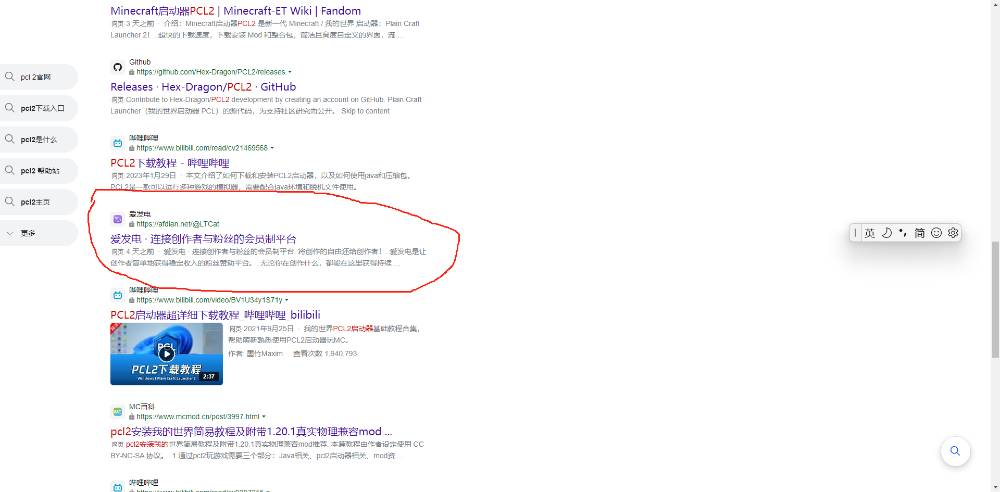 Minecraft启动器PCL2 | Minecraft-ET Wiki | Fandom
网页 3 天之前 · 介绍：Minecraft启动器PCL2 是新一代 Minecraft / 我的世界 启动器：Plain Craft
Launcher 2！. 超快的下载速度，下载安装 Mod 和整合包，简洁且高度自定义的界面，流 ...
Github
https://github.com/Hex-Dragon/PCL2/releases
Releases · Hex-Dragon/PCL2 · GitHub
网页 Contribute to Hex-Dragon/PCL2 development by creating an account on GitHub. Plain Craft
Launcher（我的世界启动器 PCL）的源代码，为支持社区研究而公开。 Skip to content
pcl 2官网
pcl2下载入口
pcl2是什么
pcl2 帮助站
pcl2主页
更多
哔哩哔哩
https://www.bilibili.com/read/cv21469568
PCL2下载教程 - 哔哩哔哩
网页 2023年1月29日 · 本文介绍了如何下载和安装PCL2启动器，以及如何使用java和压缩包。
PCL2是一款可以运行多种游戏的模拟器，需要配合java环境和脱机文件使用。
爱发电
https://afdian.net/@LTCat
爱发电 · 连接创作者与粉丝的会员制平台
网页 4 天之前 · 爱发电 · 连接创作者与粉丝的会员制平台. 将创作的自由还给创作者！. 爱发电是让
创作者简单地获得稳定收入的粉丝赞助平台。. 无论你在创作什么，都能在这里获得持续 ...
英 简
哔哩哔哩
https://www.bilibili.com/video/BV1U34y1S71y
PCL2启动器超详细下载教程_哔哩哔哩_bilibili
网页 2021年9月25日 · 我的世界PCL2启动器基础教程合集，
帮助萌新熟悉使用PCL2启动器玩MC。
作者: 墨竹Maxim 查看次数 1,940,793
PCL
PCL2下载教程
Windows | Plain Craft Launcher 2
2:37
MC百科
MC
https://www.mcmod.cn/post/3997.html
pcl2安装我的世界简易教程及附带1.20.1真实物理兼容mod ...
网页 pcl2安装我的世界简易教程及附带1.20.1真实物理兼容mod推荐. 本篇教程由作者设定使用 CC
BY-NC-SA 协议。. 1.通过pcl2玩游戏需要三个部分：Java相关、pcl2启动器相关、mod资 ...
哔哩哔哩